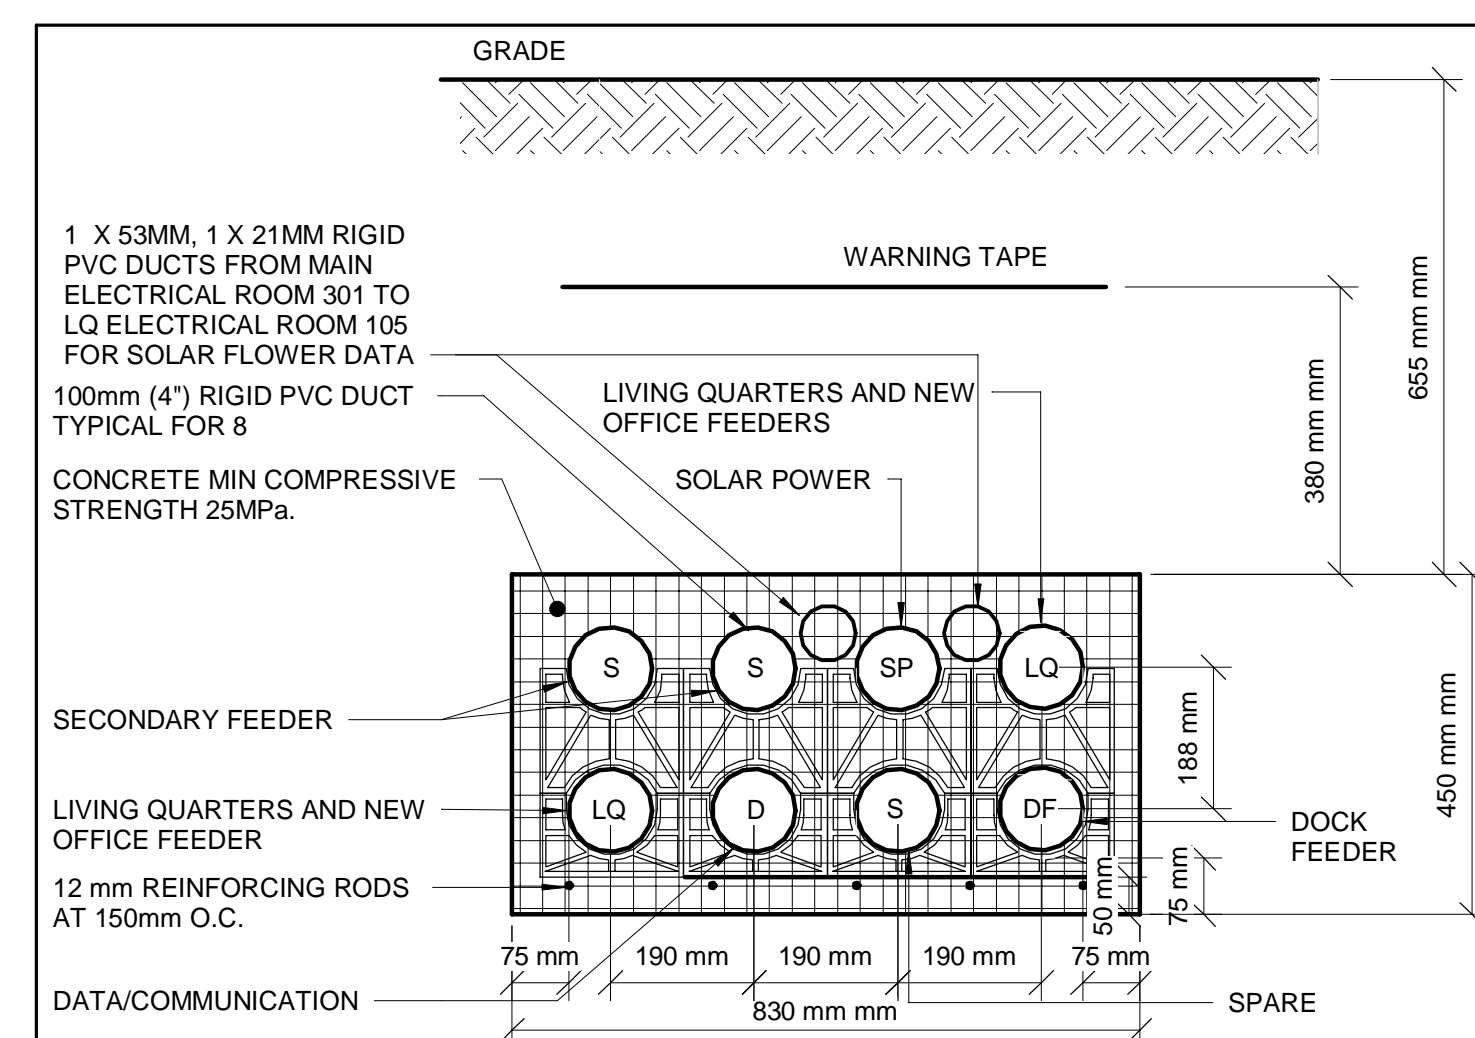 GRADE
WARNING TAPE
1 X 53MM, 1 X 21MM RIGID
PVC DUCTS FROM MAIN
ELECTRICAL ROOM 301 TO
LQ ELECTRICAL ROOM 105
FOR SOLAR FLOWER DATA
100mm (4") RIGID PVC DUCT
TYPICAL FOR 8
LIVING QUARTERS AND NEW
OFFICE FEEDERS
CONCRETE MIN COMPRESSIVE
STRENGTH 25MPa.
SOLAR POWER
655 mm mm
380 mm mm
S
S
SP
LQ
SECONDARY FEEDER
188 mm
450 mm mm
LIVING QUARTERS AND NEW
OFFICE FEEDER
LQ
D
S
DF
DOCK
FEEDER
12 mm REINFORCING RODS
AT 150mm O.C.
50 mm
75 mm
75 mm
190 mm
190 mm
190 mm
75 mm
DATA/COMMUNICATION
830 mm mm
SPARE